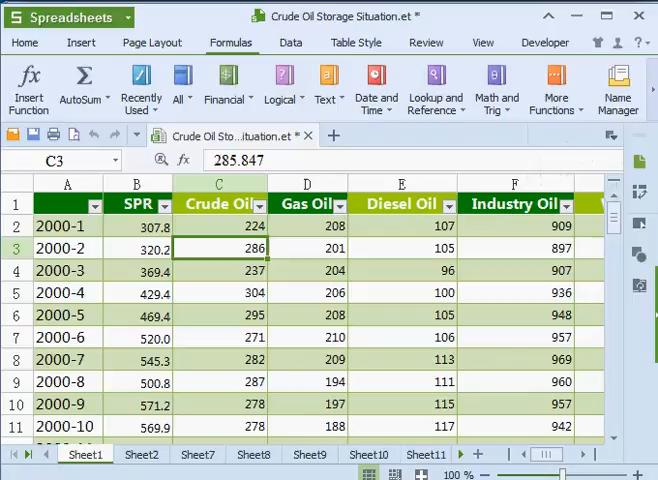 Spreadsheets
Crude Oil Storage Situation.et *
Home Insert Page Layout Formulas Data Table Style Review View Developer
fx Σ
Insert Function AutoSum Recently Used All Financial Logical Text Date and Time Lookup and Reference Math and Trig More Functions Name Manager
Crude Oil Sto...ituation.et * × +
C3 fx 285.847
A B C D E F
1 SPR Crude Oil Gas Oil Diesel Oil Industry Oil
2 2000-1 307.8 224 208 107 909
3 2000-2 320.2 286 201 105 897
4 2000-3 369.4 237 204 96 907
5 2000-4 429.4 304 206 100 936
6 2000-5 469.4 295 208 105 948
7 2000-6 520.0 271 210 106 957
8 2000-7 545.3 282 209 113 969
9 2000-8 500.8 287 194 111 960
10 2000-9 571.2 278 197 115 957
11 2000-10 569.9 278 188 117 942
Sheet1 Sheet2 Sheet7 Sheet8 Sheet9 Sheet10 Sheet11
100 %